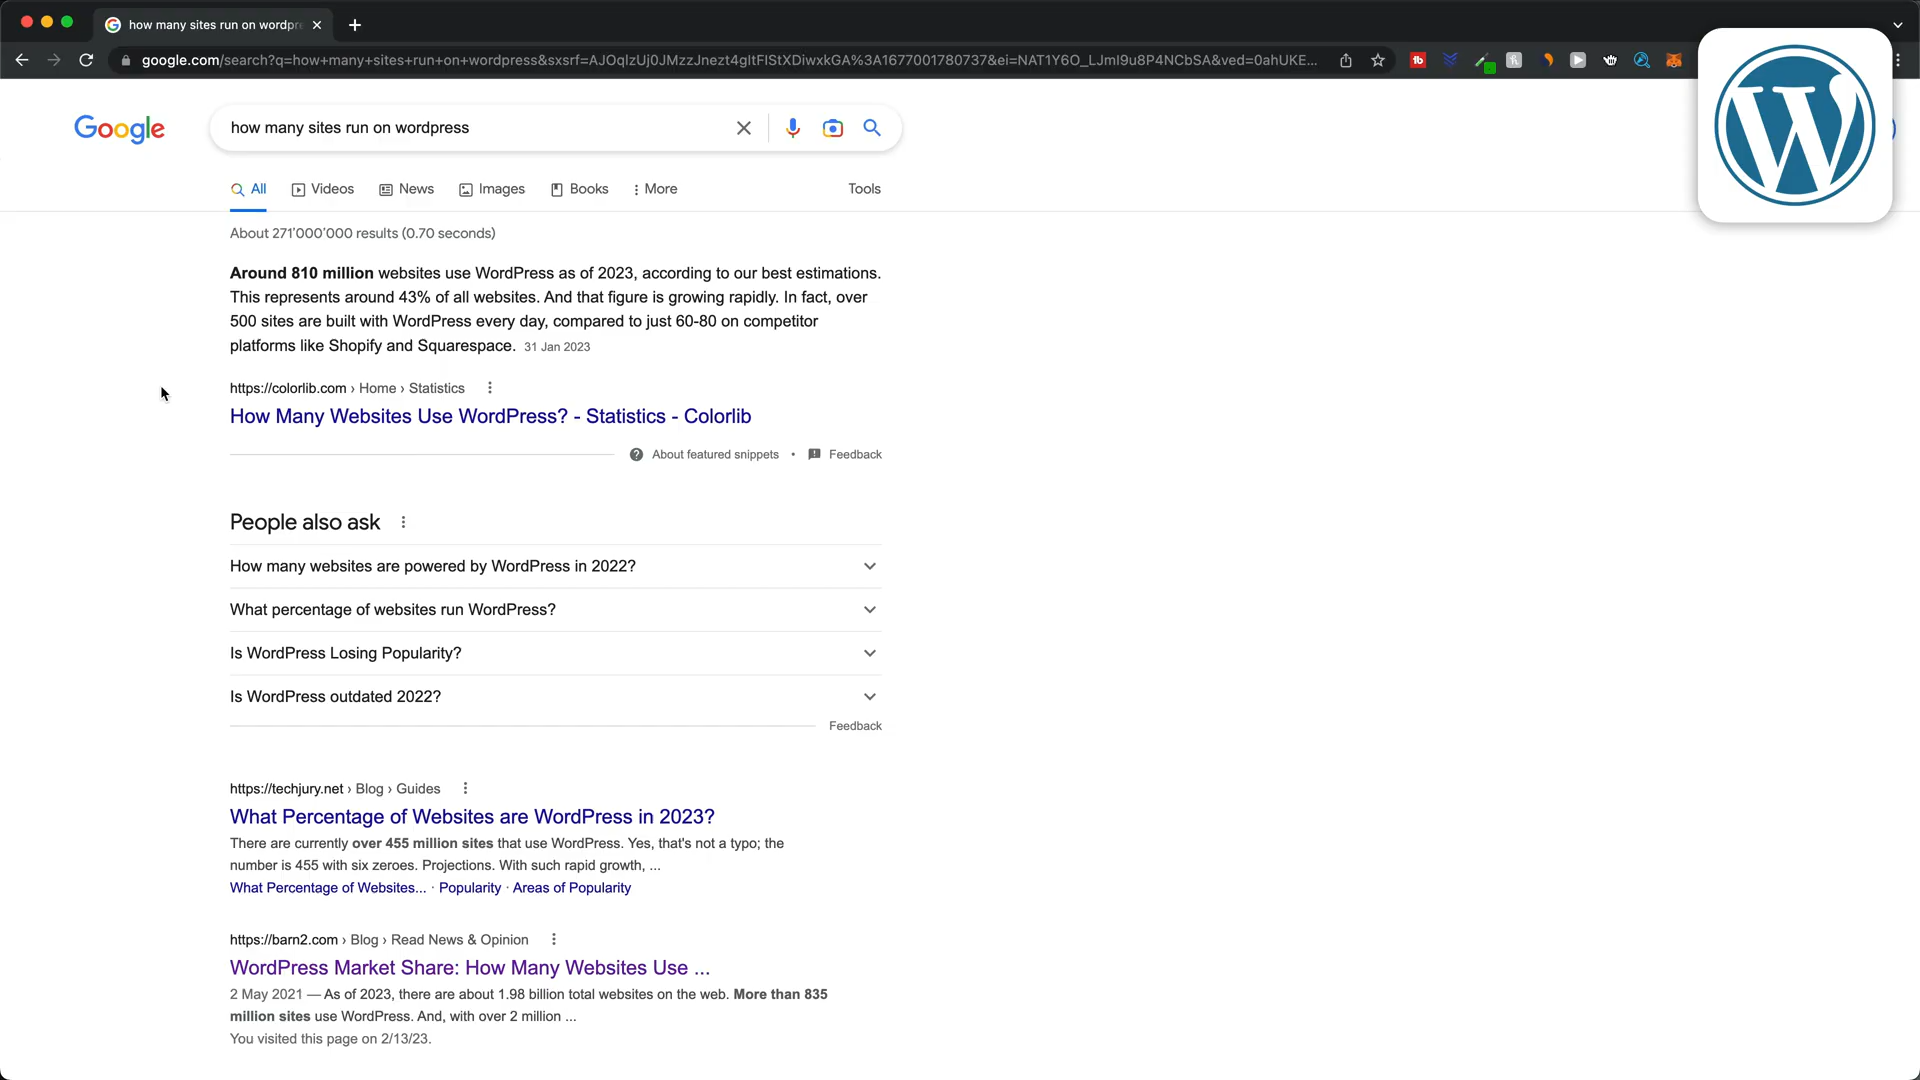 how many sites run on wordpre
google.com/search?q=how+many+sites+run+on+wordpress&sxsrf=AJOqlzUj0JMzzJnezt4gltFIStXDiwxkGA%3A1677001780737&ei=NAT1Y6O_LJmI9u8P4NCbSA&ved=0ahUKE...
Google
how many sites run on wordpress
All
Videos
News
Images
Books
More
Tools
About 271'000'000 results (0.70 seconds)
Around 810 million websites use WordPress as of 2023, according to our best estimations.
This represents around 43% of all websites. And that figure is growing rapidly. In fact, over
500 sites are built with WordPress every day, compared to just 60-80 on competitor
platforms like Shopify and Squarespace. 31 Jan 2023
https://colorlib.com › Home › Statistics
How Many Websites Use WordPress? - Statistics - Colorlib
About featured snippets • Feedback
People also ask
How many websites are powered by WordPress in 2022?
What percentage of websites run WordPress?
Is WordPress Losing Popularity?
Is WordPress outdated 2022?
Feedback
https://techjury.net › Blog › Guides
What Percentage of Websites are WordPress in 2023?
There are currently over 455 million sites that use WordPress. Yes, that's not a typo; the
number is 455 with six zeroes. Projections. With such rapid growth, ...
What Percentage of Websites... · Popularity · Areas of Popularity
https://barn2.com › Blog › Read News & Opinion
WordPress Market Share: How Many Websites Use ...
2 May 2021 — As of 2023, there are about 1.98 billion total websites on the web. More than 835
million sites use WordPress. And, with over 2 million ...
You visited this page on 2/13/23.